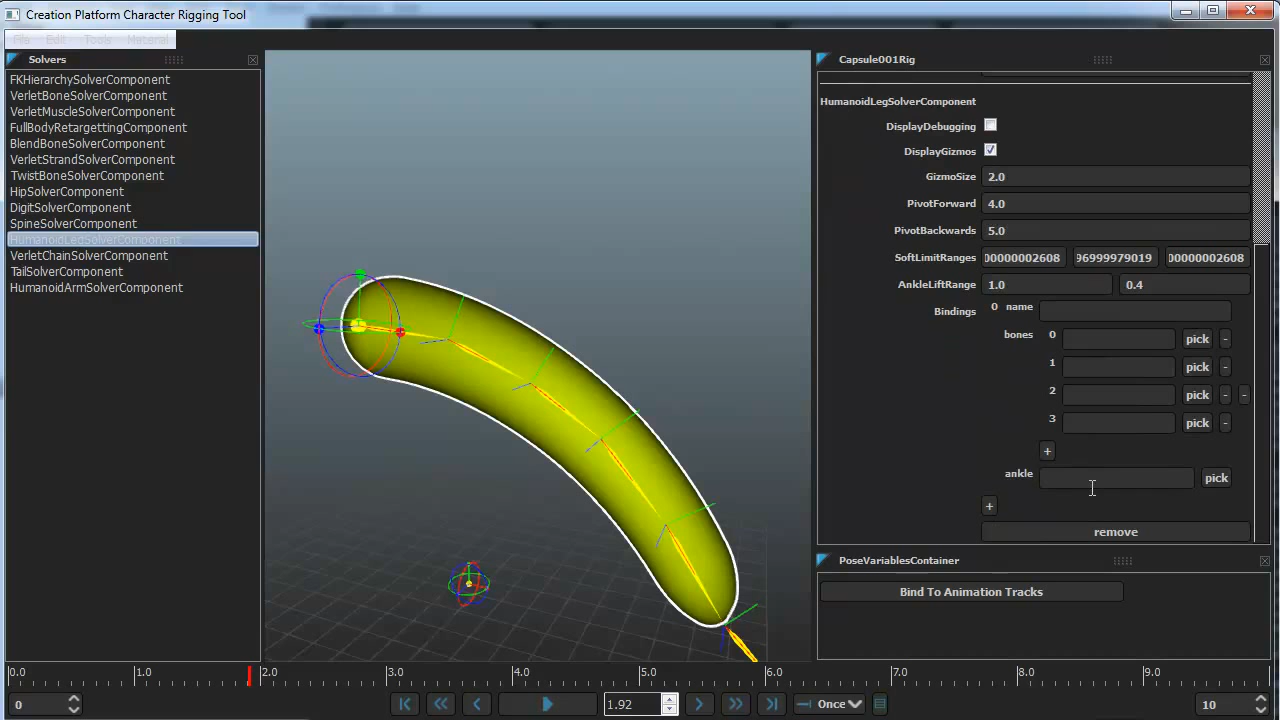 Creation Platform Character Rigging Tool
File Edit Tools Material
Solvers
FKHierarchySolverComponent
VerletBoneSolverComponent
VerletMuscleSolverComponent
FullBodyRetargettingComponent
BlendBoneSolverComponent
VerletStrandSolverComponent
TwistBoneSolverComponent
HipSolverComponent
DigitSolverComponent
SpineSolverComponent
HumanoidLegSolverComponent
VerletChainSolverComponent
TailSolverComponent
HumanoidArmSolverComponent
Capsule001Rig
HumanoidLegSolverComponent
DisplayDebugging
DisplayGizmos
GizmoSize 2.0
PivotForward 4.0
PivotBackwards 5.0
SoftLimitRanges 00000002608 96999979019 00000002608
AnkleLiftRange 1.0 0.4
Bindings 0 name
bones 0 pick -
1 pick -
2 pick - -
3 pick -
+
ankle pick
+
remove
PoseVariablesContainer
Bind To Animation Tracks
0.0 1.0 2.0 3.0 4.0 5.0 6.0 7.0 8.0 9.0
0 1.92 Once 10